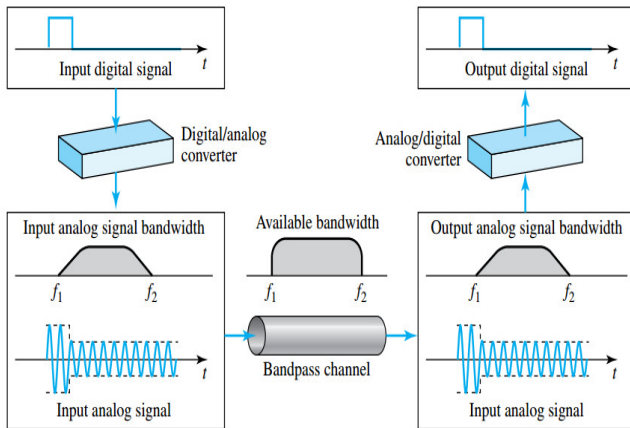 t
Input digital signal
t
Output digital signal
Digital/analog
converter
Analog/digital
converter
Input analog signal bandwidth
f1
f2
t
Input analog signal
Available bandwidth
f1
f2
Bandpass channel
Output analog signal bandwidth
f1
f2
t
Input analog signal